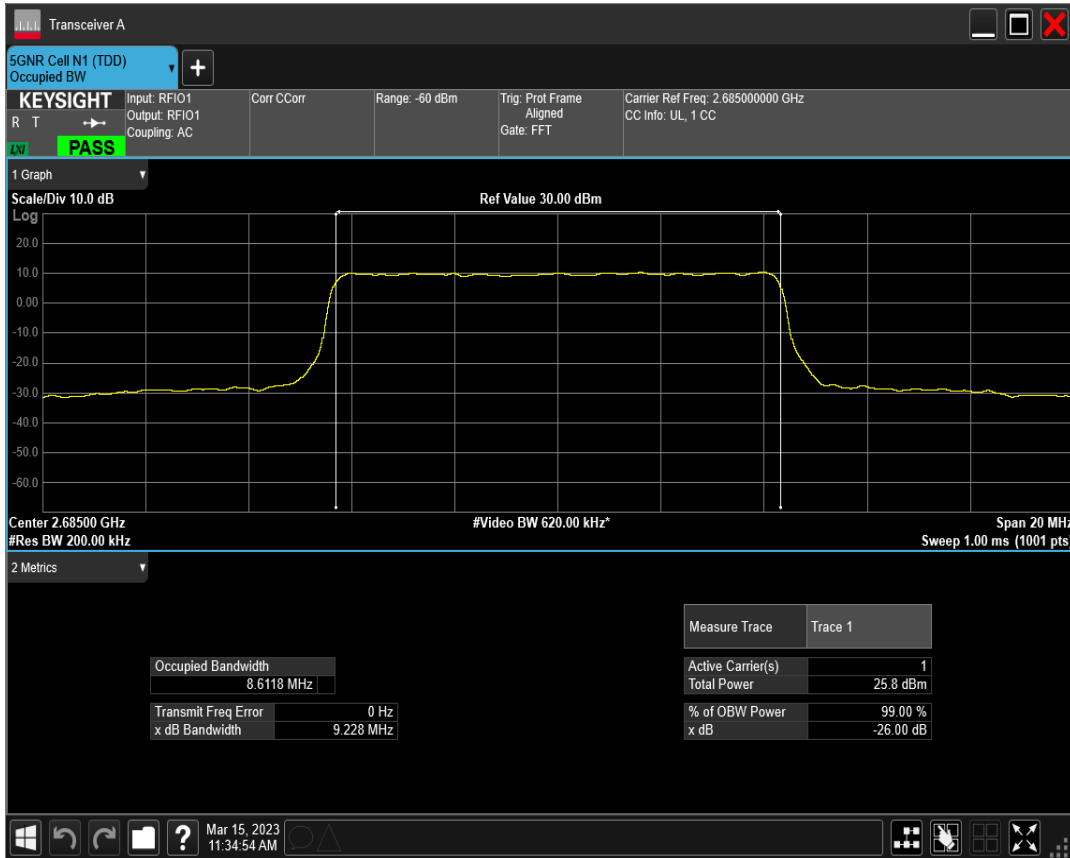 Transceiver A
5GNR Cell N1 (TDD)
Occupied BW
+
KEYSIGHT
R T
LXI
PASS
Input: RFIO1
Output: RFIO1
Coupling: AC
Corr CCorr
Range: -60 dBm
Trig: Prot Frame
Aligned
Gate: FFT
Carrier Ref Freq: 2.685000000 GHz
CC Info: UL, 1 CC
1 Graph
Scale/Div 10.0 dB
Ref Value 30.00 dBm
Log
20.0
10.0
0.00
-10.0
-20.0
-30.0
-40.0
-50.0
-60.0
Center 2.68500 GHz
#Video BW 620.00 kHz*
Span 20 MHz
#Res BW 200.00 kHz
Sweep 1.00 ms (1001 pts)
2 Metrics
Measure Trace Trace 1
Occupied Bandwidth
8.6118 MHz
Active Carrier(s) 1
Total Power 25.8 dBm
Transmit Freq Error 0 Hz
x dB Bandwidth 9.228 MHz
% of OBW Power 99.00 %
x dB -26.00 dB
?
Mar 15, 2023
11:34:54 AM